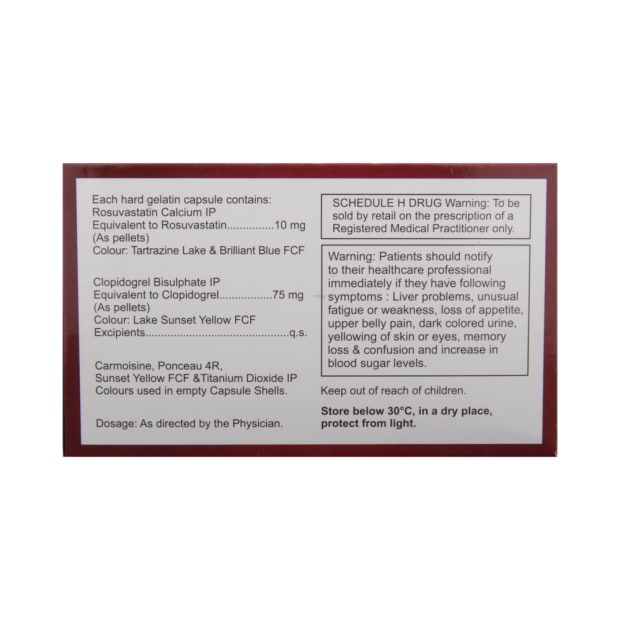 Each hard gelatin capsule contains:
Rosuvastatin Calcium IP
Equivalent to Rosuvastatin...............10 mg
(As pellets)
Colour: Tartrazine Lake & Brilliant Blue FCF
Clopidogrel Bisulphate IP
Equivalent to Clopidogrel.................75 mg
(As pellets)
Colour: Lake Sunset Yellow FCF
Excipients..............................................q.s.
Carmoisine, Ponceau 4R,
Sunset Yellow FCF &Titanium Dioxide IP
Colours used in empty Capsule Shells.
Dosage: As directed by the Physician.
SCHEDULE H DRUG Warning: To be
sold by retail on the prescription of a
Registered Medical Practitioner only.
Warning: Patients should notify
to their healthcare professional
immediately if they have following
symptoms : Liver problems, unusual
fatigue or weakness, loss of appetite,
upper belly pain, dark colored urine,
yellowing of skin or eyes, memory
loss & confusion and increase in
blood sugar levels.
Keep out of reach of children.
Store below 30°C, in a dry place,
protect from light.